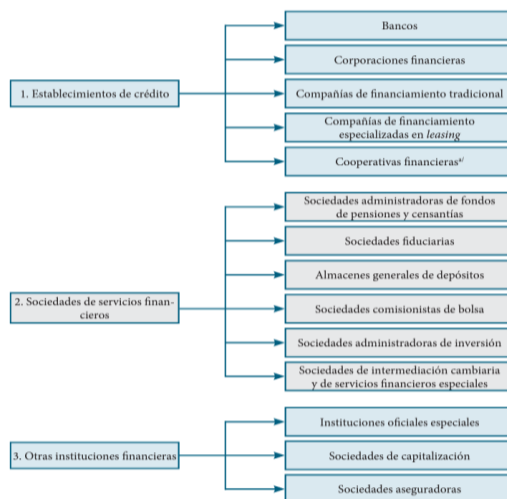 Bancos
Corporaciones financieras
1. Establecimientos de crédito
Compañías de financiamiento tradicional
Compañías de financiamiento
especializadas en leasing
Cooperativas financieras a/
Sociedades administradoras de fondos
de pensiones y censantías
Sociedades fiduciarias
Almacenes generales de depósitos
2. Sociedades de servicios finan-
cieros
Sociedades comisionistas de bolsa
Sociedades administradoras de inversión
Sociedades de intermediación cambiaria
y de servicios financieros especiales
Instituciones oficiales especiales
3. Otras instituciones financieras
Sociedades de capitalización
Sociedades aseguradoras